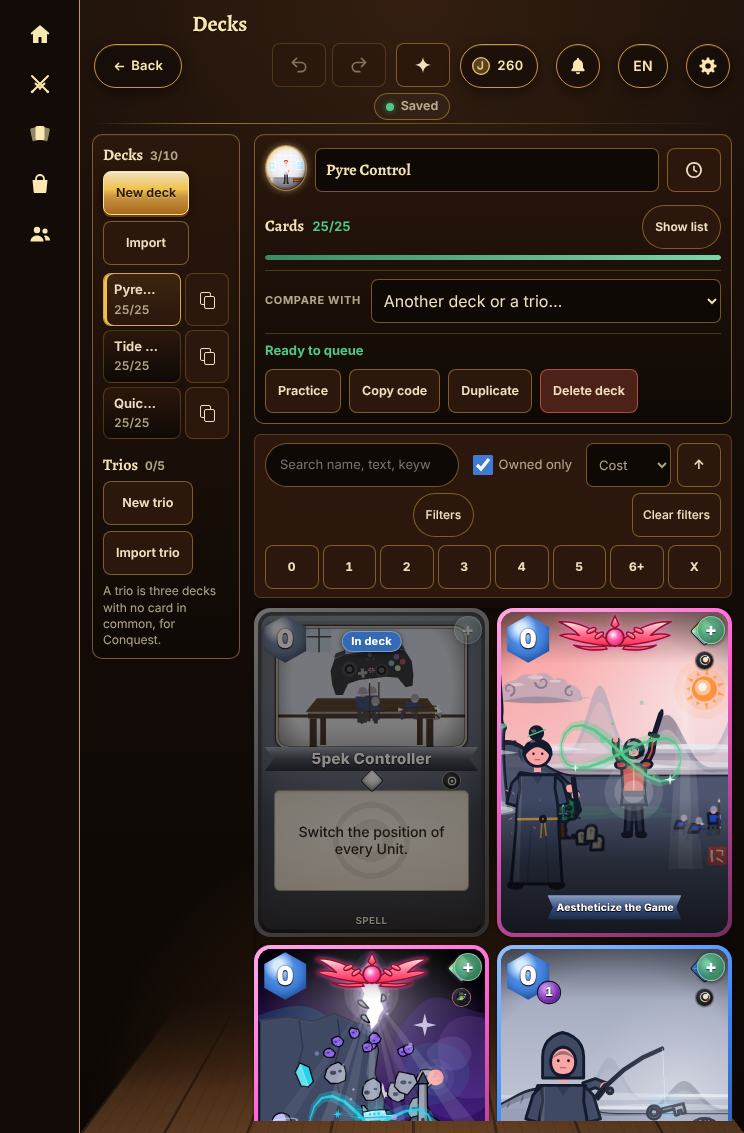 Decks
← Back
J 260
EN
Saved
Decks 3/10
New deck
Import
Pyre...
25/25
Tide ...
25/25
Quic...
25/25
Trios 0/5
New trio
Import trio
A trio is three decks
with no card in
common, for
Conquest.
Pyre Control
Cards 25/25
Show list
COMPARE WITH
Another deck or a trio...
Ready to queue
Practice
Copy code
Duplicate
Delete deck
Search name, text, keyw
Owned only
Cost
↑
Filters
Clear filters
0 1 2 3 4 5 6+ X
0
In deck
+
5pek Controller
Switch the position of
every Unit.
SPELL
0
+
に
Aestheticize the Game
0
+
0
1
+